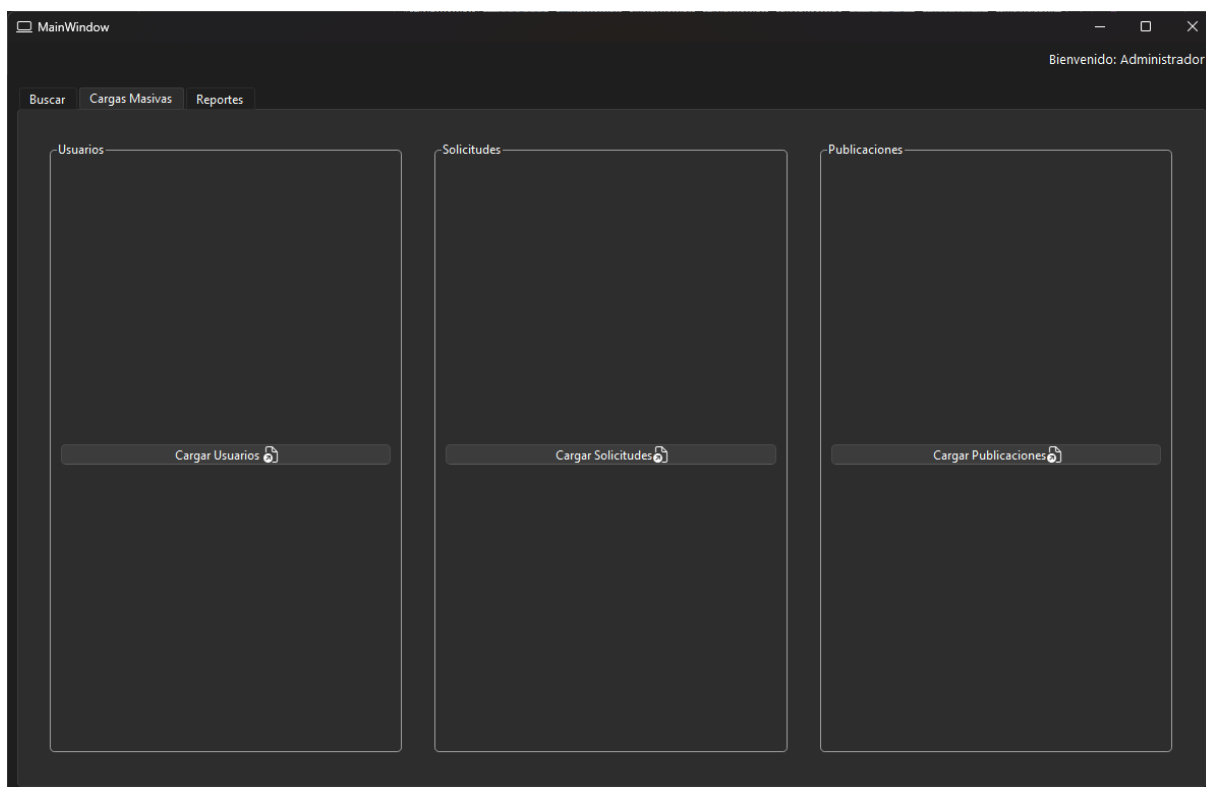 MainWindow
Bienvenido: Administrador
Buscar Cargas Masivas Reportes
Usuarios Solicitudes Publicaciones
Cargar Usuarios Cargar Solicitudes Cargar Publicaciones